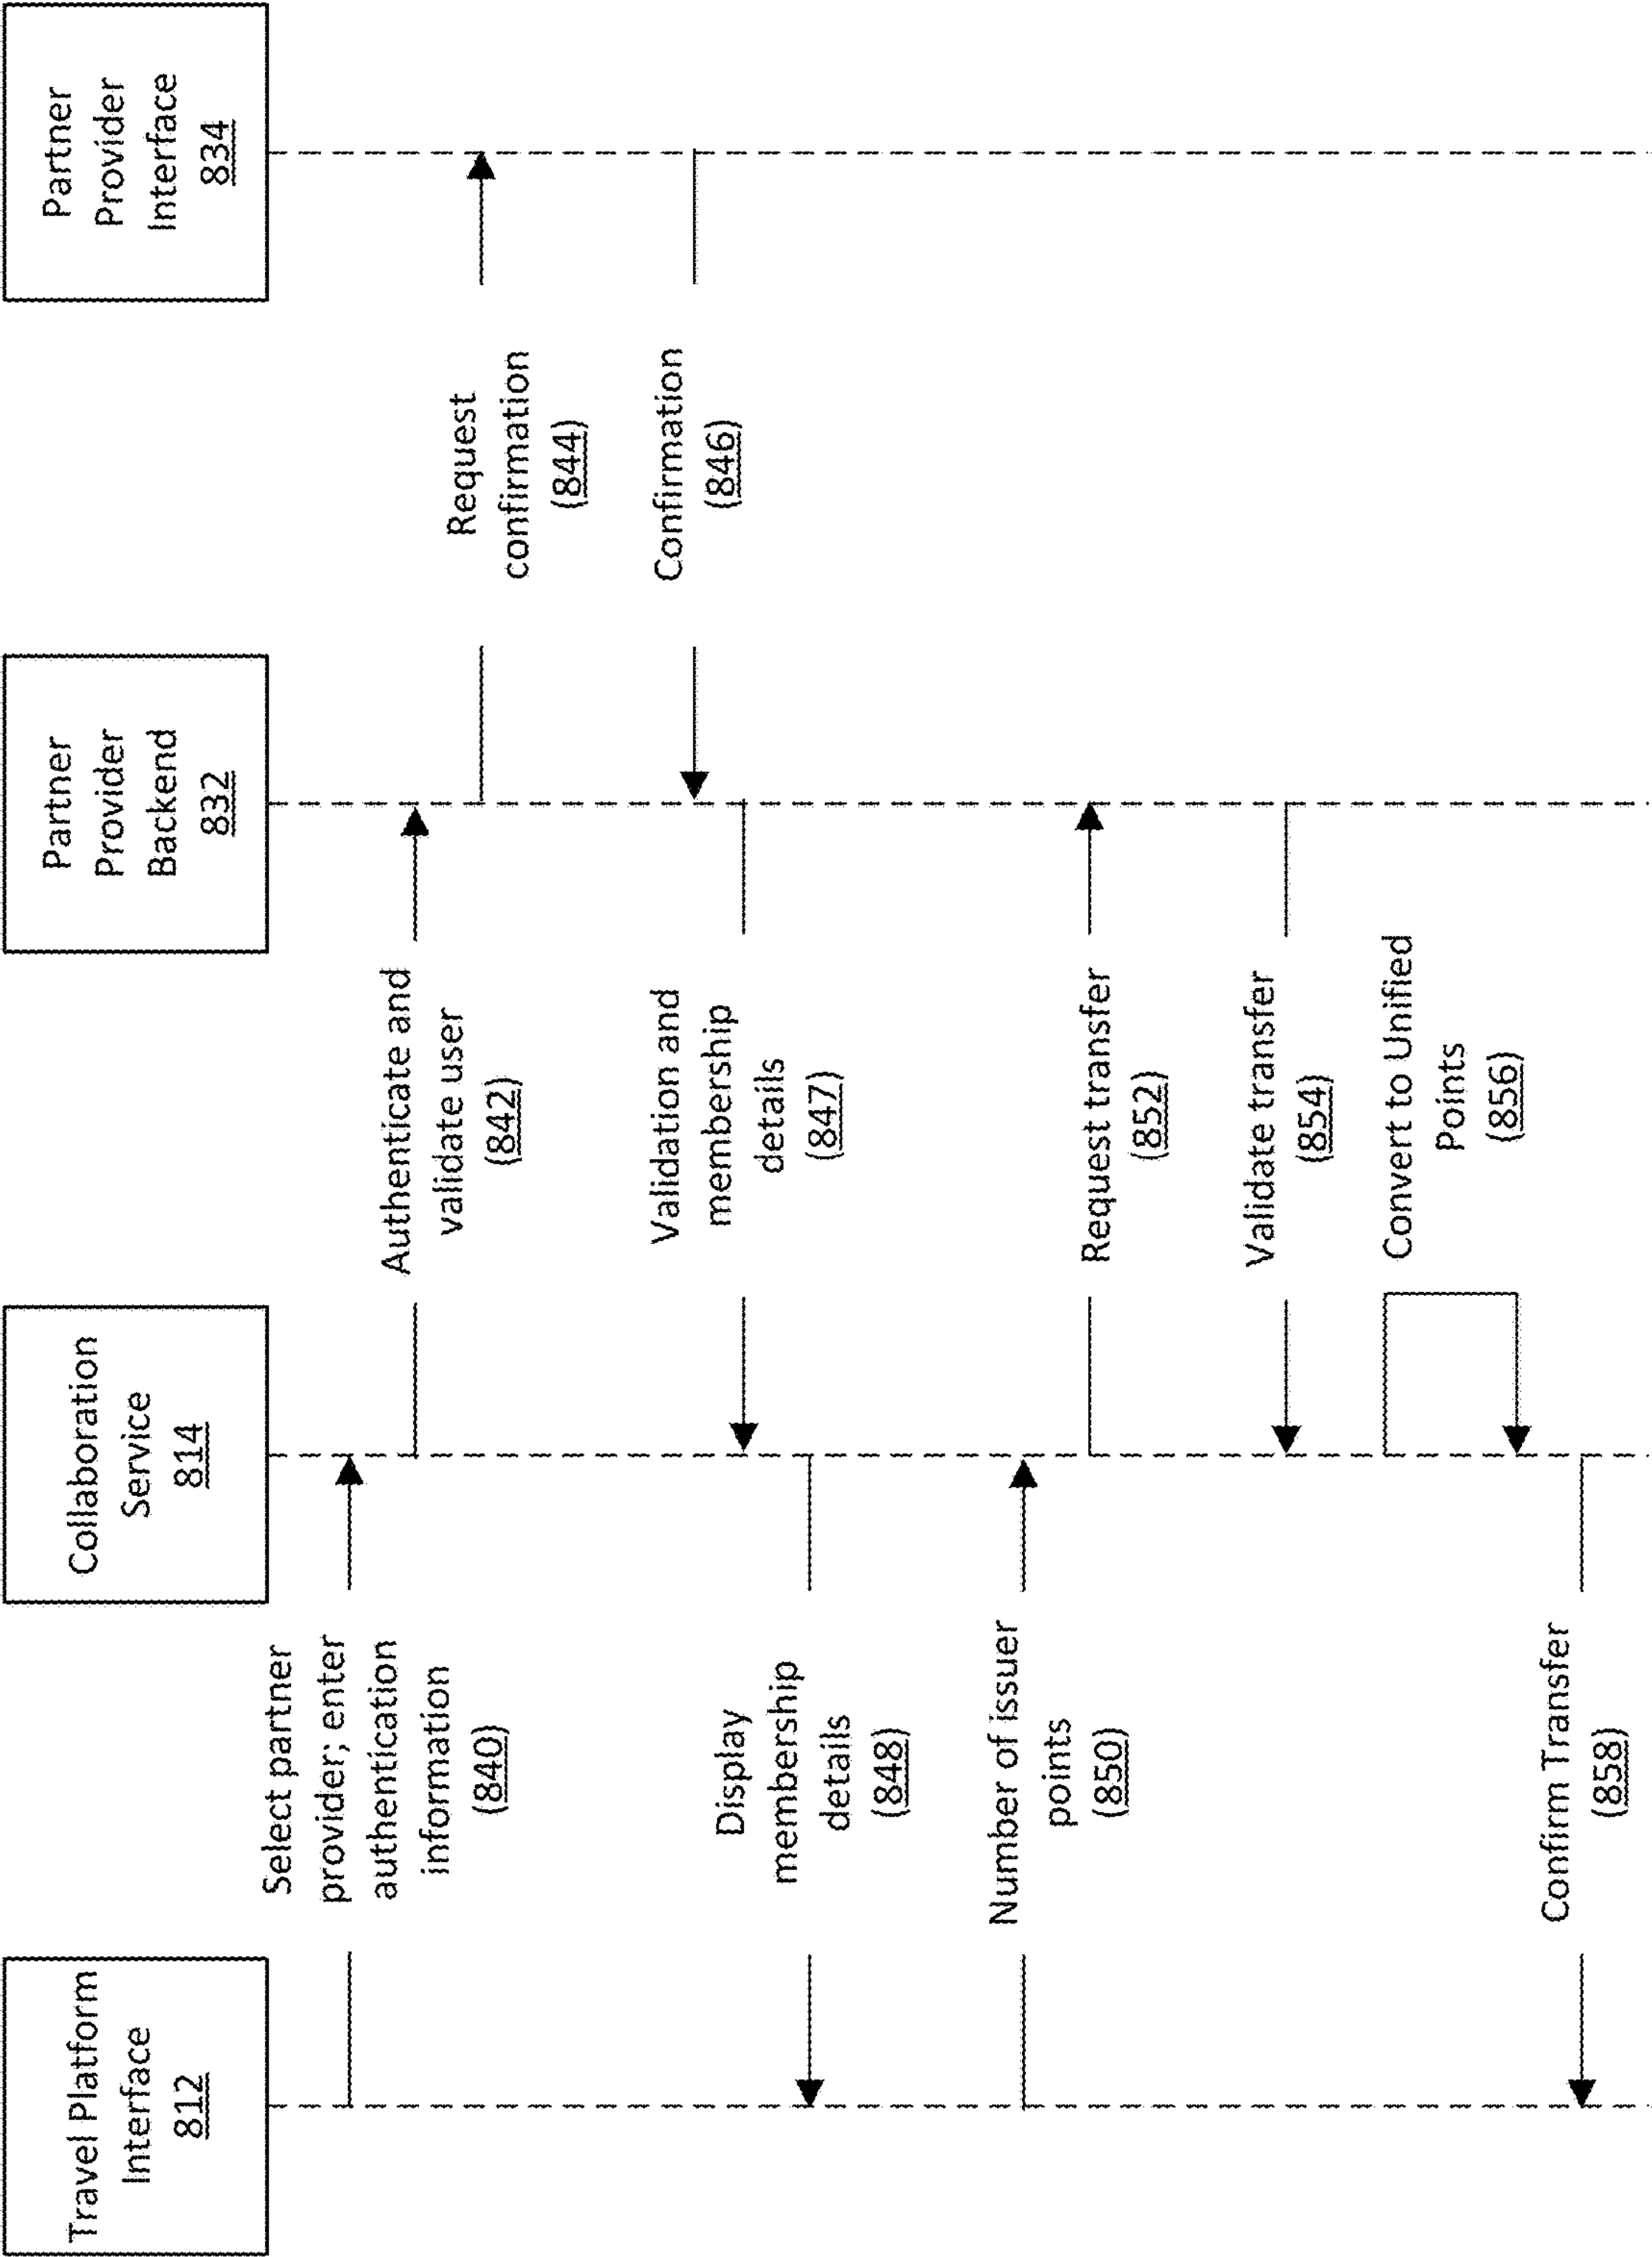 Travel Platform
Interface
812
Collaboration
Service
814
Partner
Provider
Backend
832
Partner
Provider
Interface
834
Select partner
provider; enter
authentication
information
(840)
Authenticate and
validate user
(842)
Request
confirmation
(844)
Confirmation
(846)
Validation and
membership
details
(847)
Display
membership
details
(848)
Number of issuer
points
(850)
Request transfer
(852)
Validate transfer
(854)
Convert to Unified
Points
(856)
Confirm Transfer
(858)